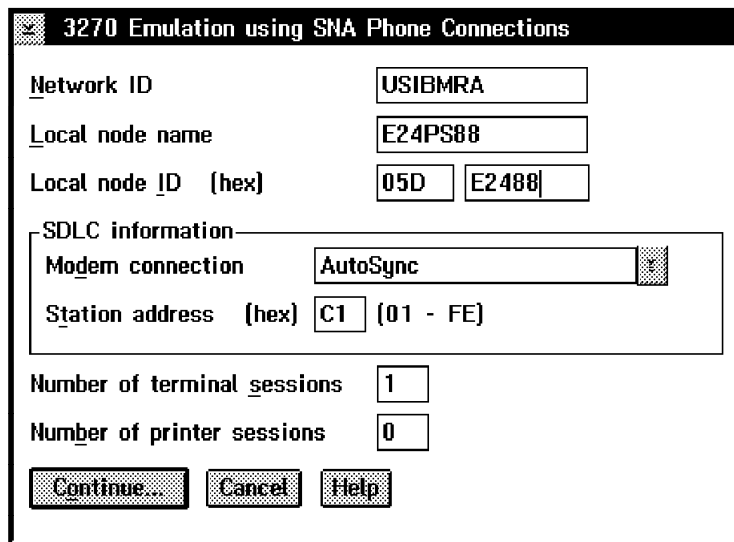 3270 Emulation using SNA Phone Connections
Network ID USIBMRA
Local node name E24PS88
Local node ID (hex) 05D E2488
SDLC information
Modem connection AutoSync
Station address (hex) C1 (01 - FE)
Number of terminal sessions 1
Number of printer sessions 0
Continue... Cancel Help